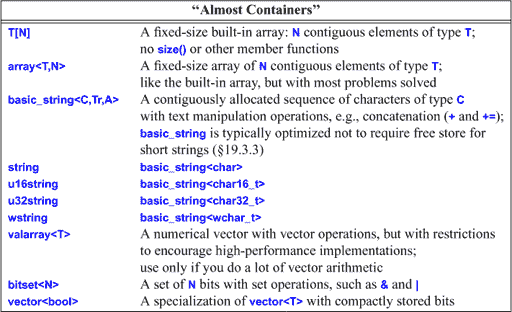 “Almost Containers”
T[N] A fixed-size built-in array: N contiguous elements of type T;
no size() or other member functions
array<T,N> A fixed-size array of N contiguous elements of type T;
like the built-in array, but with most problems solved
basic_string<C,Tr,A> A contiguously allocated sequence of characters of type C
with text manipulation operations, e.g., concatenation (+ and +=);
basic_string is typically optimized not to require free store for
short strings (§19.3.3)
string basic_string<char>
u16string basic_string<char16_t>
u32string basic_string<char32_t>
wstring basic_string<wchar_t>
valarray<T> A numerical vector with vector operations, but with restrictions
to encourage high-performance implementations;
use only if you do a lot of vector arithmetic
bitset<N> A set of N bits with set operations, such as & and |
vector<bool> A specialization of vector<T> with compactly stored bits